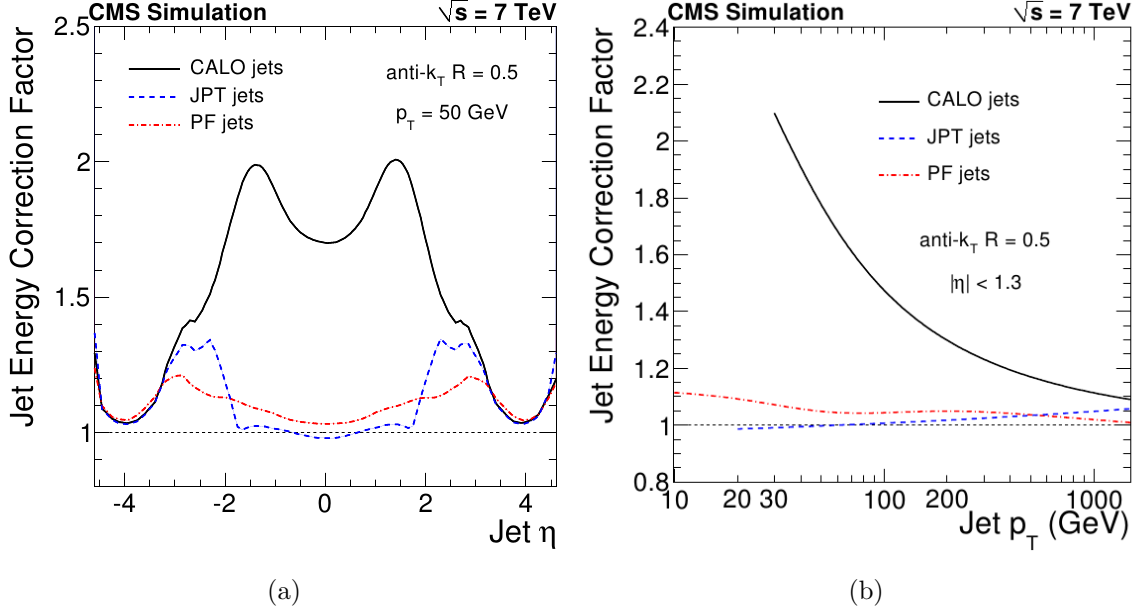 CMS Simulation √s = 7 TeV
Jet Energy Correction Factor
2.5
2
1.5
1
CALO jets
JPT jets
PF jets
anti-k_T R = 0.5
p_T = 50 GeV
-4 -2 0 2 4
Jet η
(a)
CMS Simulation √s = 7 TeV
Jet Energy Correction Factor
2.4
2.2
2
1.8
1.6
1.4
1.2
1
0.8
CALO jets
JPT jets
PF jets
anti-k_T R = 0.5
|η| < 1.3
10 20 30 100 200 1000
Jet p_T (GeV)
(b)